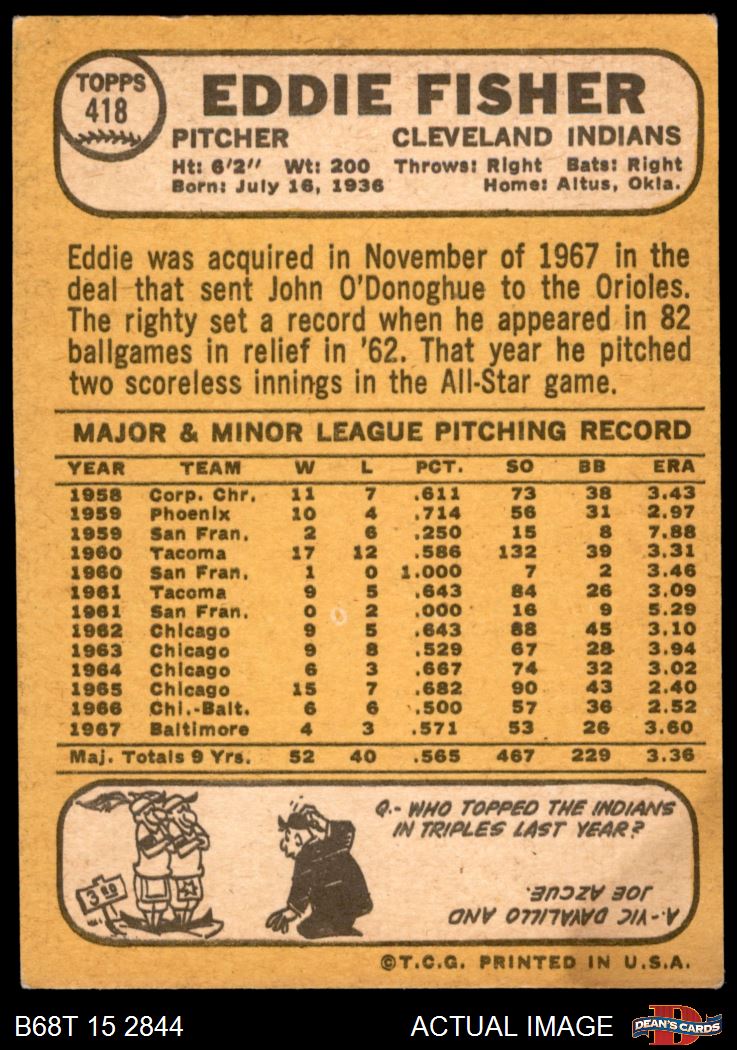 TOPPS
418
EDDIE FISHER
PITCHER CLEVELAND INDIANS
Ht: 6'2" Wt: 200 Throws: Right Bats: Right
Born: July 16, 1936 Home: Altus, Okla.
Eddie was acquired in November of 1967 in the
deal that sent John O'Donoghue to the Orioles.
The righty set a record when he appeared in 82
ballgames in relief in '62. That year he pitched
two scoreless innings in the All-Star game.
MAJOR & MINOR LEAGUE PITCHING RECORD
YEAR TEAM W L PCT. SO BB ERA
1958 Corp. Chr. 11 7 .611 73 38 3.43
1959 Phoenix 10 4 .714 56 31 2.97
1959 San Fran. 2 6 .250 15 8 7.88
1960 Tacoma 17 12 .586 132 39 3.31
1960 San Fran. 1 0 1.000 7 2 3.46
1961 Tacoma 9 5 .643 84 26 3.09
1961 San Fran. 0 2 .000 16 9 5.29
1962 Chicago 9 5 .643 88 45 3.10
1963 Chicago 9 8 .529 67 28 3.94
1964 Chicago 6 3 .667 74 32 3.02
1965 Chicago 15 7 .682 90 43 2.40
1966 Chi.-Balt. 6 6 .500 57 36 2.52
1967 Baltimore 4 3 .571 53 26 3.60
Maj. Totals 9 Yrs. 52 40 .565 467 229 3.36
Q.- WHO TOPPED THE INDIANS
IN TRIPLES LAST YEAR?
A.- VIC DAVALILLO AND
JOE AZCUE.
©T.C.G. PRINTED IN U.S.A.
B68T 15 2844 ACTUAL IMAGE DEAN'S CARDS